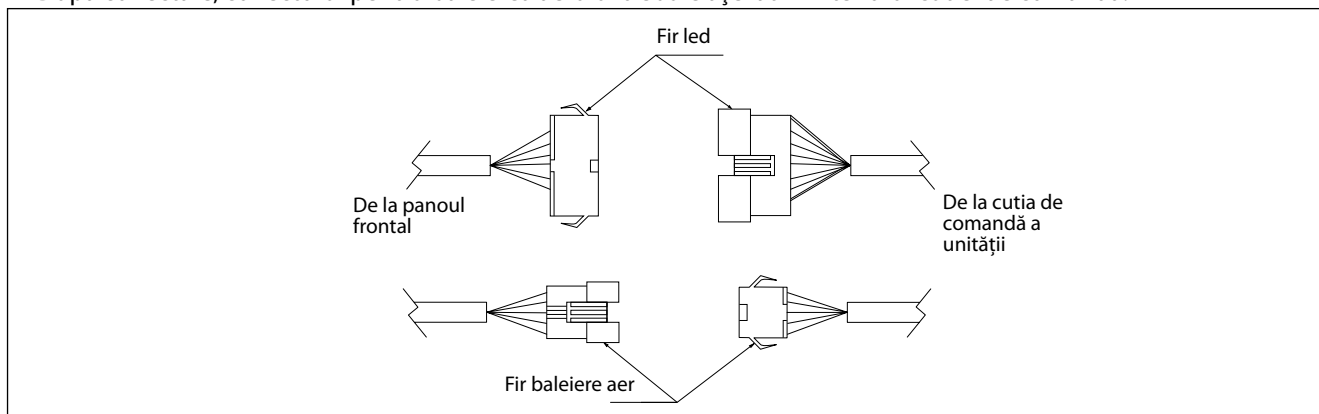 Fir led
De la panoul
frontal
De la cutia de
comandă a
unității
Fir baleiere aer